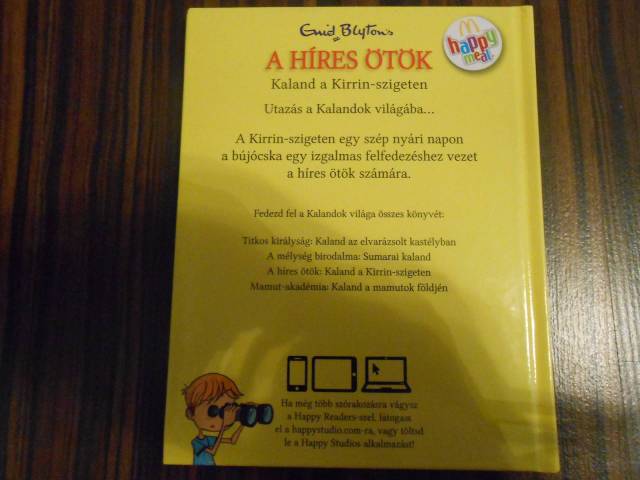 Enid Blyton's
A HÍRES ÖTÖK
Kaland a Kirrin-szigeten
Utazás a Kalandok világába...
A Kirrin-szigeten egy szép nyári napon
a bújócska egy izgalmas felfedezéshez vezet
a híres ötök számára.
Fedezd fel a Kalandok világa összes könyvét:
Titkos királyság: Kaland az elvarázsolt kastélyban
A mélység birodalma: Sumarai kaland
A híres ötök: Kaland a Kirrin-szigeten
Mamut-akadémia: Kaland a mamutok földjén
Ha még több szórakozásra vágysz
a Happy Readers-szel, látogass
el a happystudio.com-ra, vagy töltsd
le a Happy Studios alkalmazást!
happy
meal